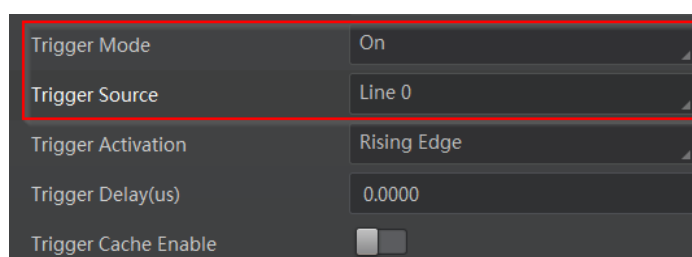 Trigger Mode On
Trigger Source Line 0
Trigger Activation Rising Edge
Trigger Delay(us) 0.0000
Trigger Cache Enable